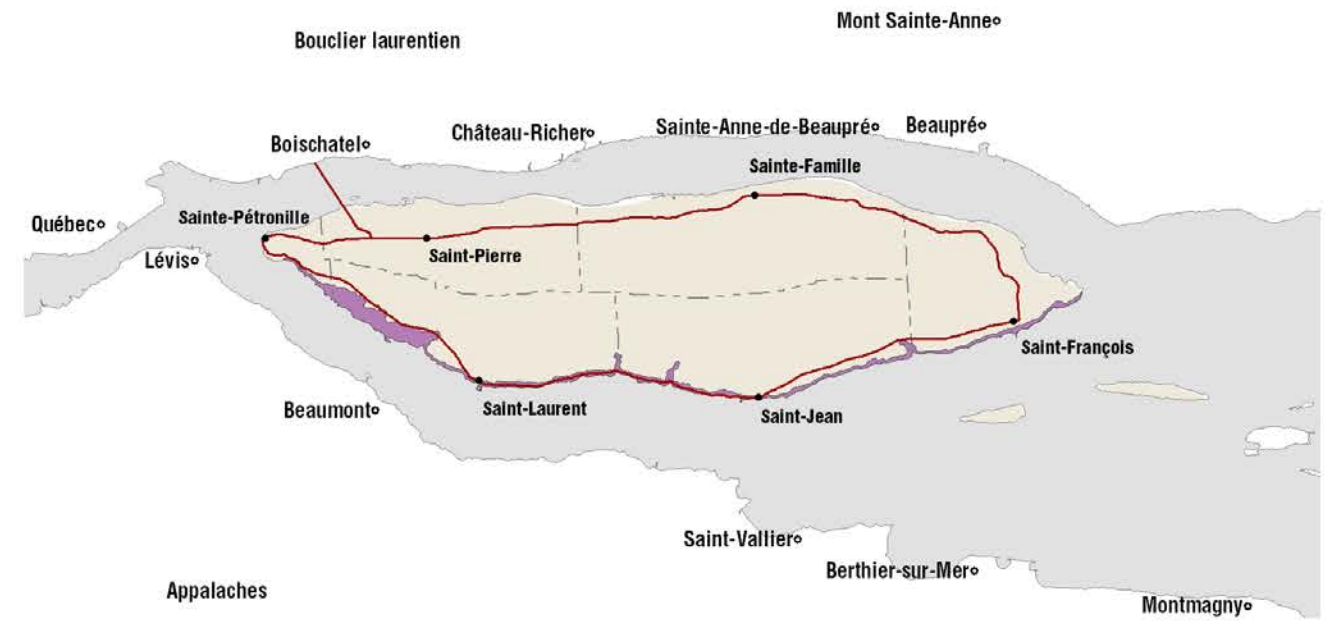 Mont Sainte-Anne
Bouclier laurentien
Château-Richer
Sainte-Anne-de-Beaupré
Beaupré
Boischatel
Sainte-Famille
Québec
Sainte-Pétronille
Saint-Pierre
Lévis
Saint-François
Beaumont
Saint-Laurent
Saint-Jean
Saint-Vallier
Berthier-sur-Mer
Appalaches
Montmagny